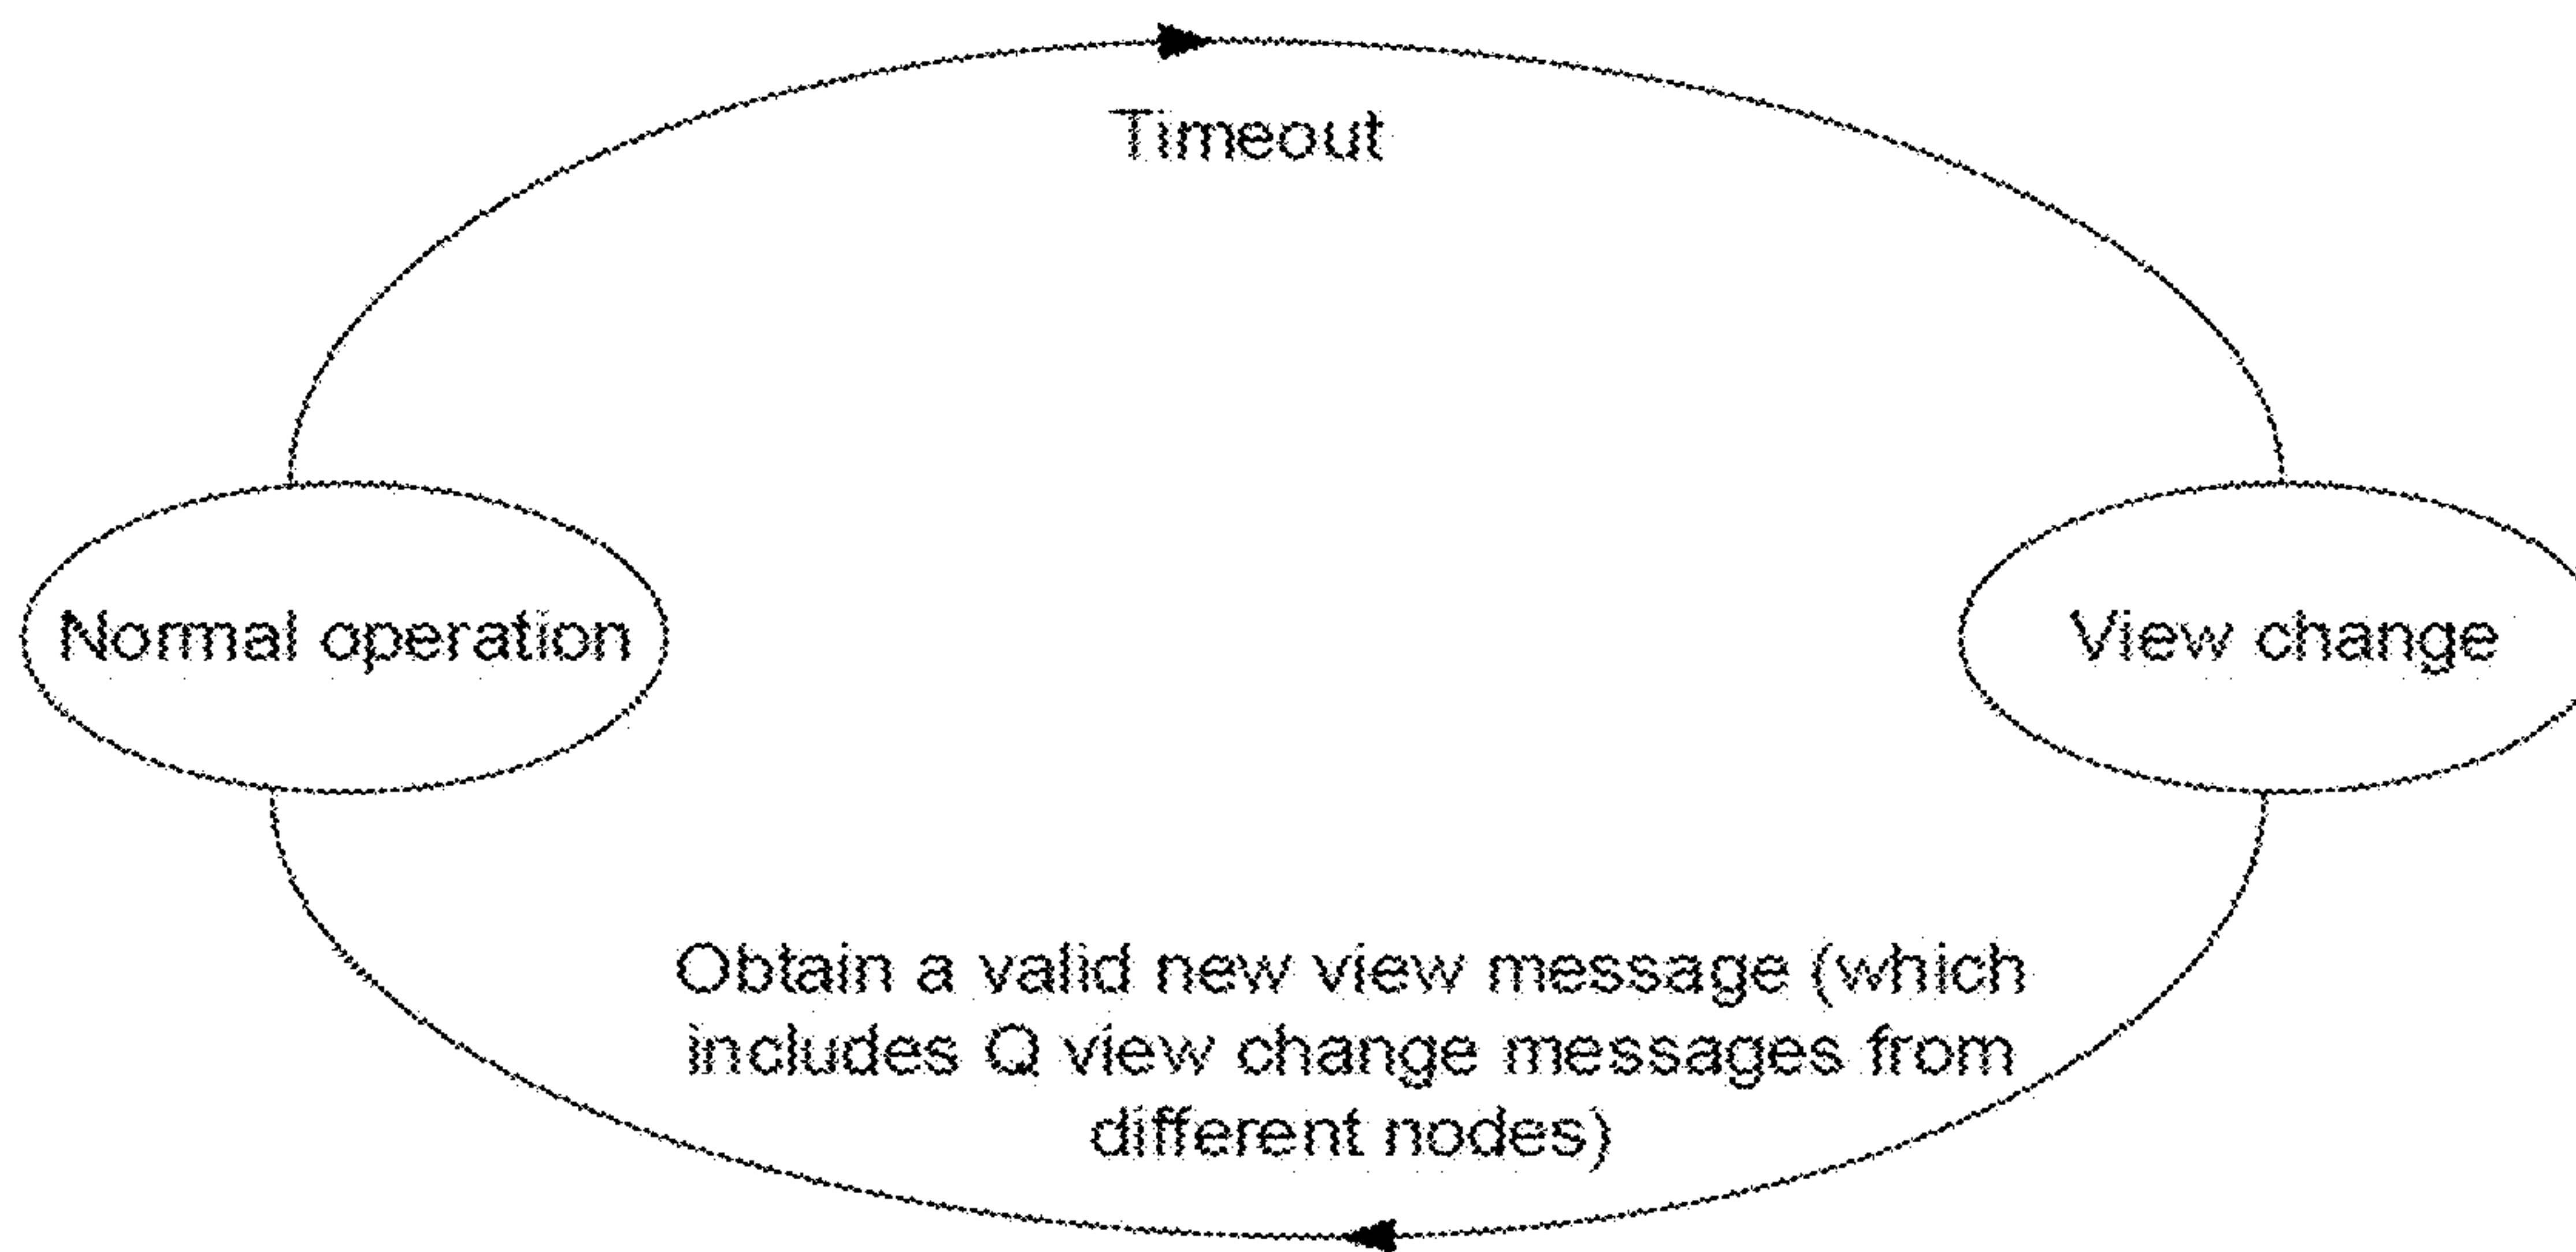 Timeout
Normal operation
View change
Obtain a valid new view message (which
includes Q view change messages from
different nodes)